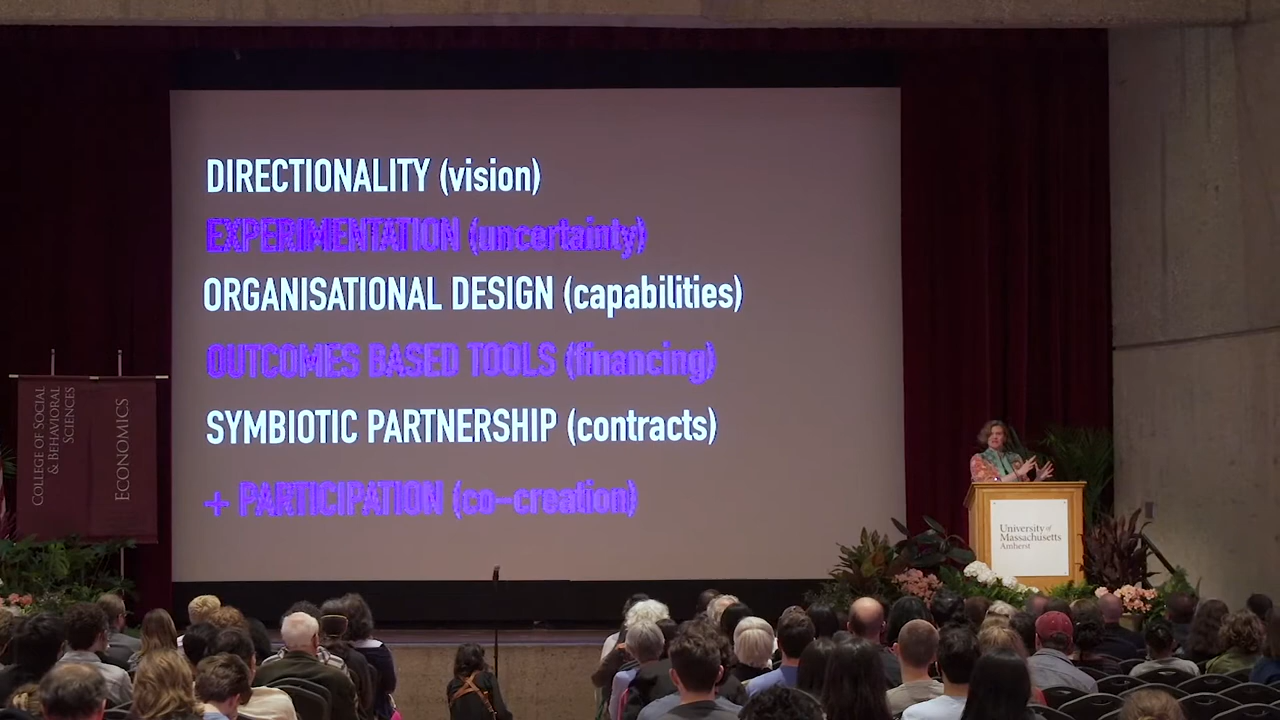 DIRECTIONALITY (vision)
EXPERIMENTATION (uncertainty)
ORGANISATIONAL DESIGN (capabilities)
OUTCOMES BASED TOOLS (financing)
SYMBIOTIC PARTNERSHIP (contracts)
+ PARTICIPATION (co-creation)
COLLEGE OF SOCIAL
& BEHAVIORAL
SCIENCES
ECONOMICS
University of
Massachusetts
Amherst